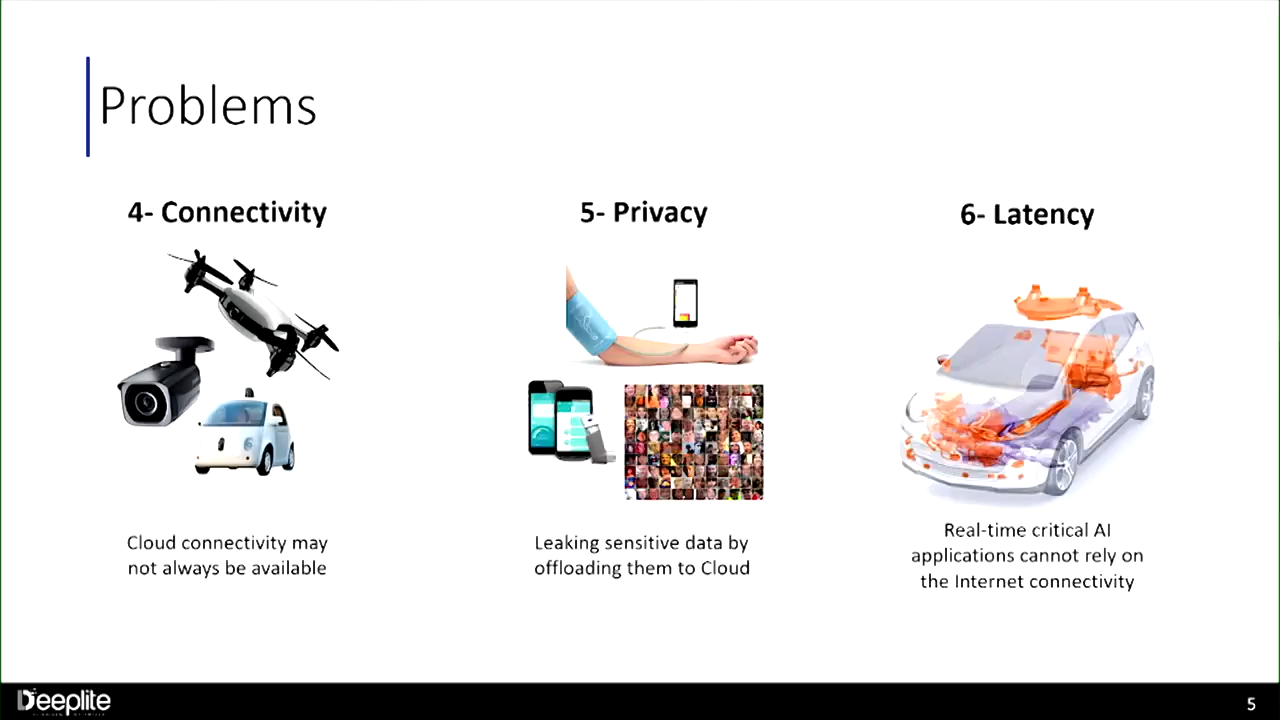 Problems
4- Connectivity
5- Privacy
6- Latency
Cloud connectivity may
not always be available
Leaking sensitive data by
offloading them to Cloud
Real-time critical AI
applications cannot rely on
the Internet connectivity
Deeplite
5